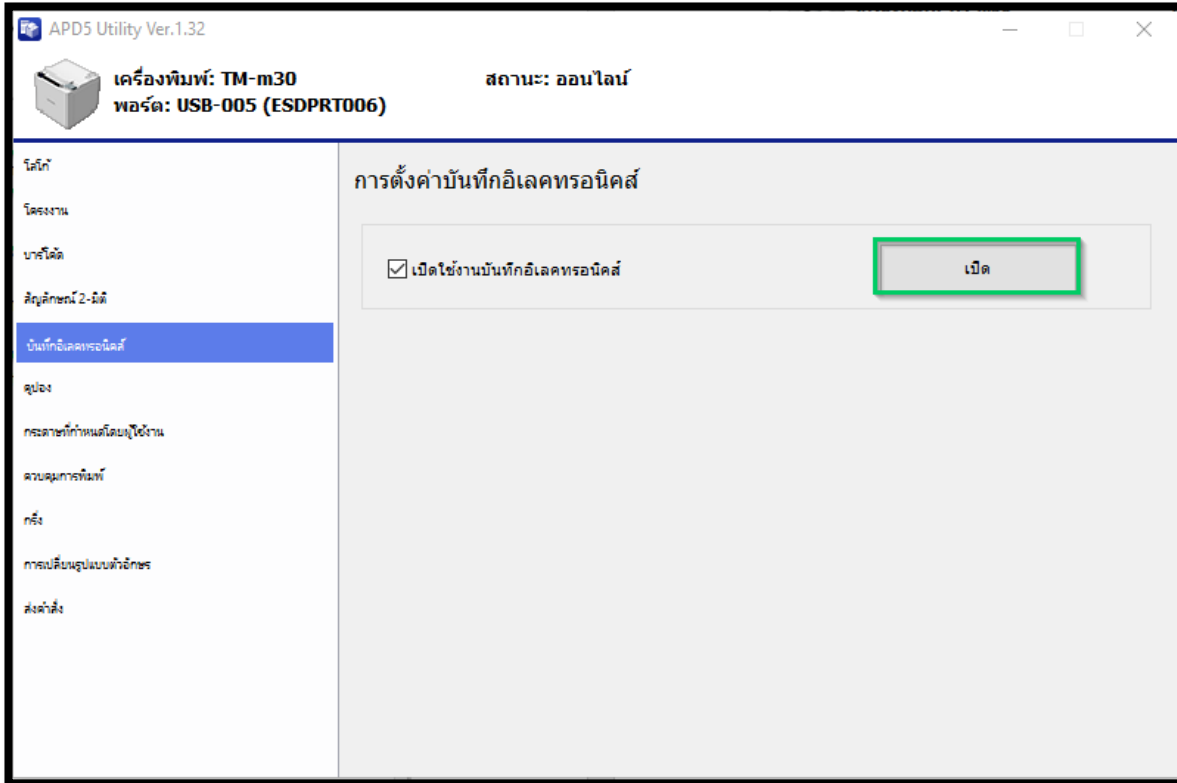 APD5 Utility Ver.1.32
เครื่องพิมพ์: TM-m30
สถานะ: ออนไลน์
พอร์ต: USB-005 (ESDPRT006)
โลโก้
โครงงาน
บาร์โค้ด
สัญลักษณ์ 2-มิติ
บันทึกอิเลคทรอนิคส์
คูปอง
กระดาษที่กำหนดโดยผู้ใช้งาน
ควบคุมการพิมพ์
กริ่ง
การเปลี่ยนรูปแบบตัวอักษร
ส่งคำสั่ง
การตั้งค่าบันทึกอิเลคทรอนิคส์
เปิดใช้งานบันทึกอิเลคทรอนิคส์
เปิด